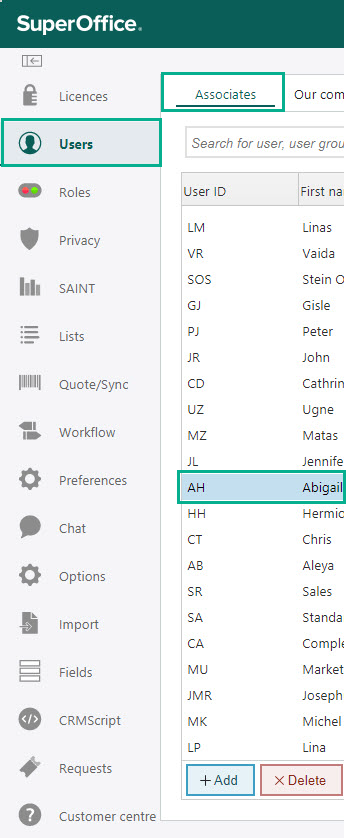 SuperOffice.
Licences
Users
Roles
Privacy
SAINT
Lists
Quote/Sync
Workflow
Preferences
Chat
Options
Import
Fields
CRMScript
Requests
Customer centre
Associates Our com
Search for user, user grou
User ID First na
LM Linas
VR Vaida
SOS Stein O
GJ Gisle
PJ Peter
JR John
CD Cathrin
UZ Ugne
MZ Matas
JL Jennife
AH Abigail
HH Hermic
CT Chris
AB Aleya
SR Sales
SA Standa
CA Comple
MU Market
JMR Joseph
MK Michel
LP Lina
+ Add × Delete